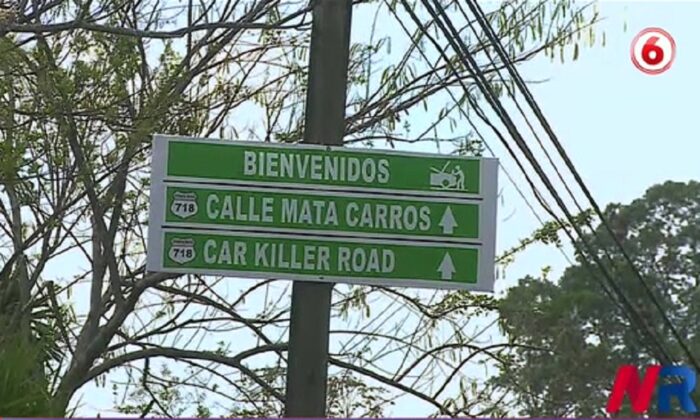 6
BIENVENIDOS
718 CALLE MATA CARROS
718 CAR KILLER ROAD
NR